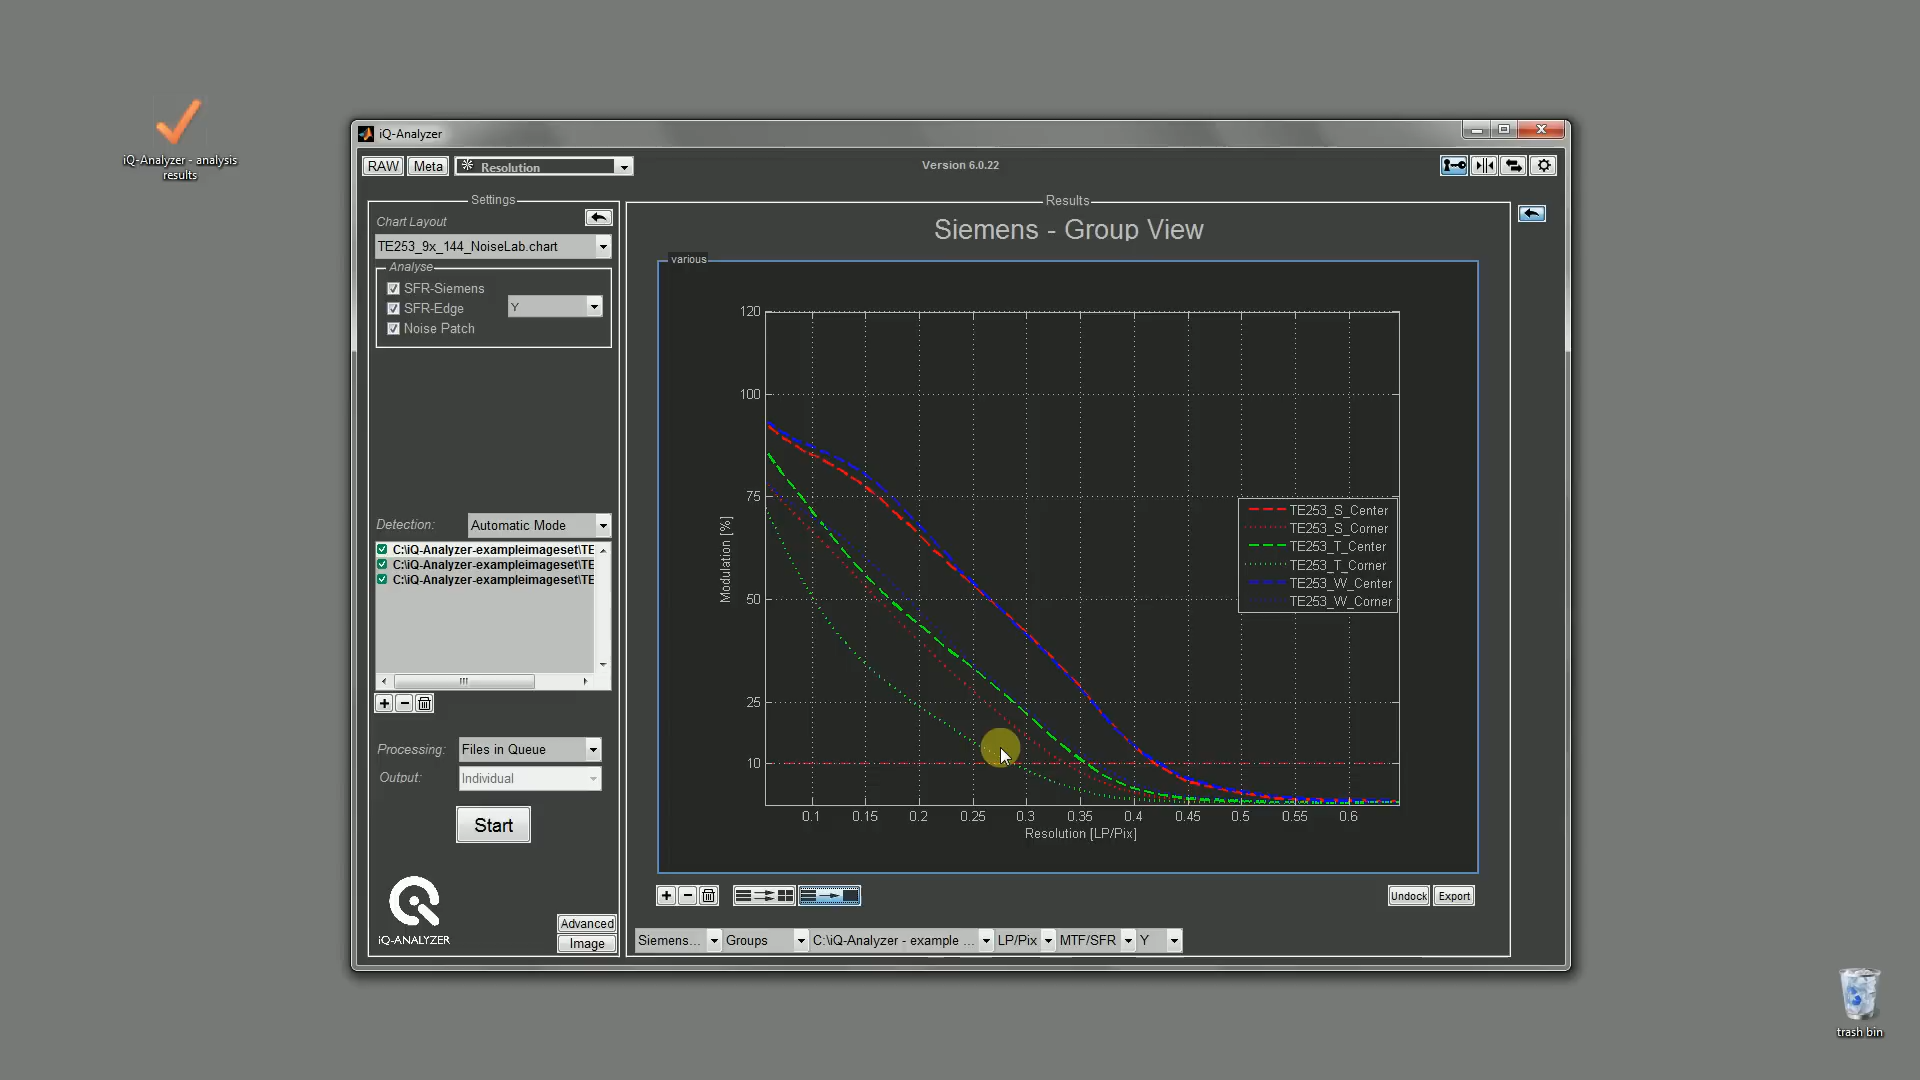 iQ-Analyzer - analysis
results
iQ-Analyzer
RAW
Meta
Resolution
Version 6.0.22
Settings
Chart Layout
TE253_9x_144_NoiseLab.chart
Analyse
SFR-Siemens
SFR-Edge
Y
Noise Patch
Detection:
Automatic Mode
C:\iQ-Analyzer-exampleimageset\TE
C:\iQ-Analyzer-exampleimageset\TE
C:\iQ-Analyzer-exampleimageset\TE
Processing:
Files in Queue
Output:
Individual
Start
iQ-ANALYZER
Advanced
Image
Results
Siemens - Group View
various
120
100
75
50
25
10
Modulation [%]
0.1
0.15
0.2
0.25
0.3
0.35
0.4
0.45
0.5
0.55
0.6
Resolution [LP/Pix]
TE253_S_Center
TE253_S_Corner
TE253_T_Center
TE253_T_Corner
TE253_W_Center
TE253_W_Corner
Undock
Export
Siemens...
Groups
C:\iQ-Analyzer - example ...
LP/Pix
MTF/SFR
Y
trash bin